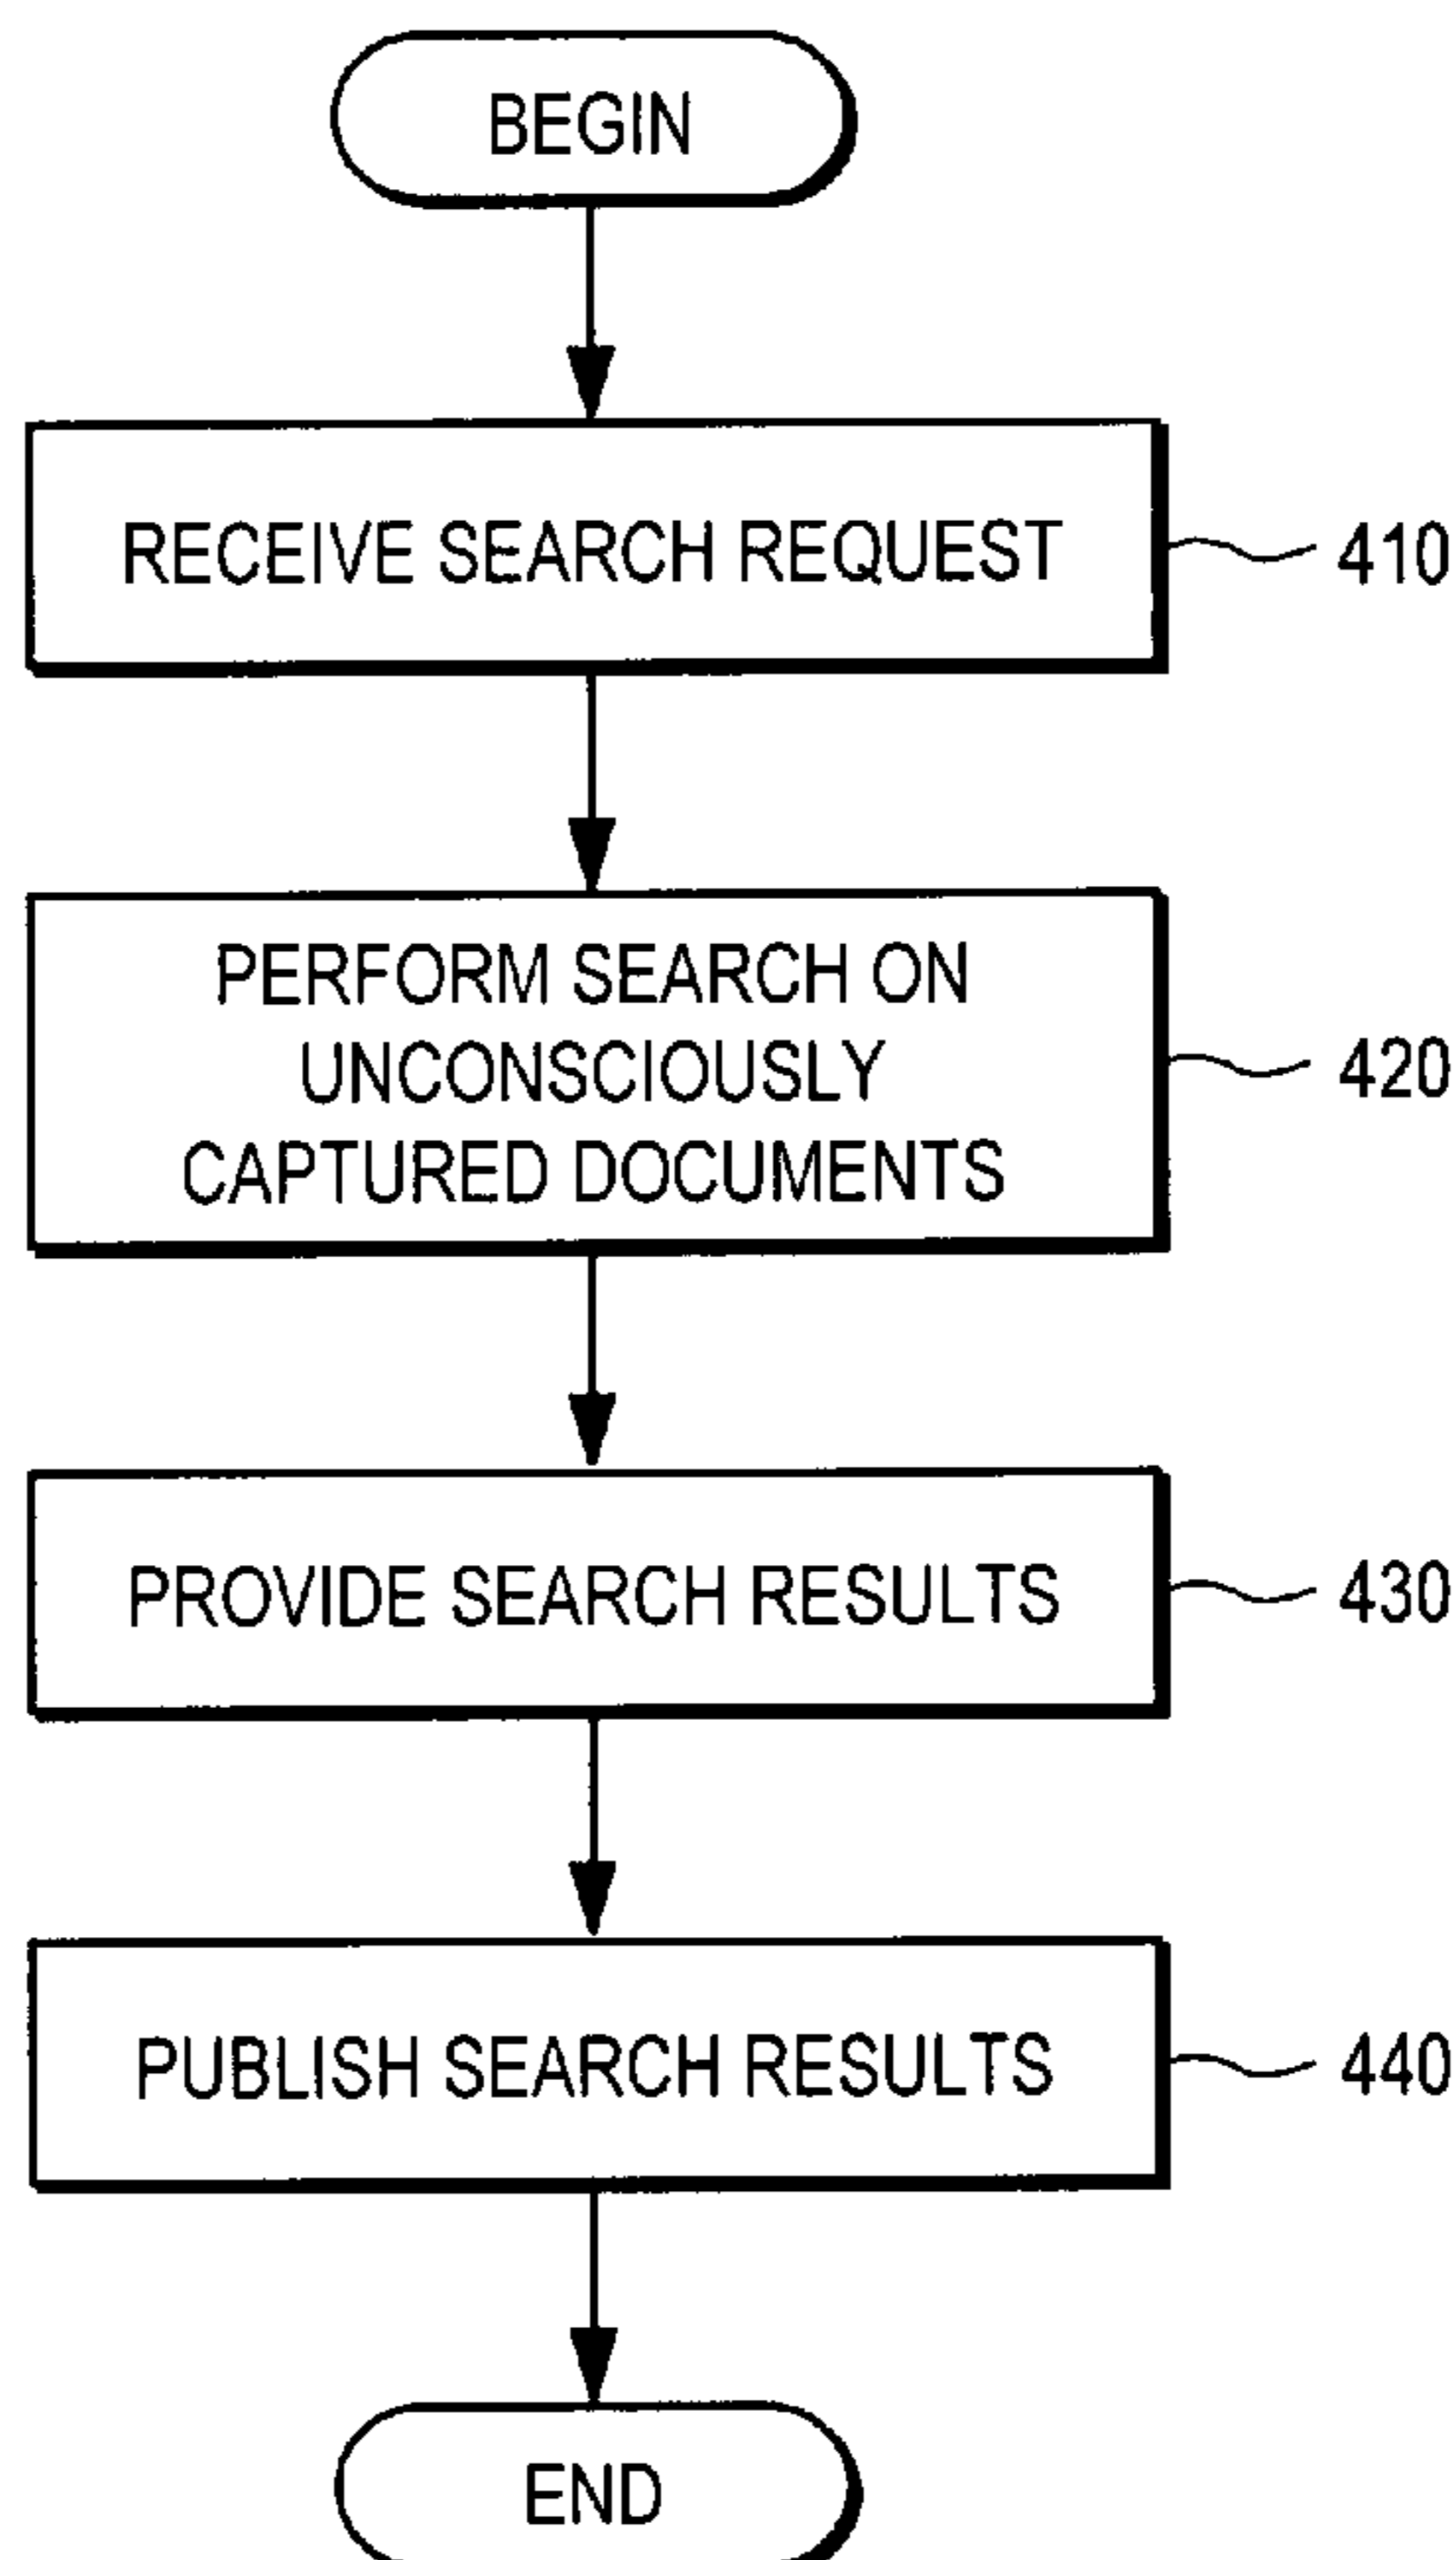 BEGIN
RECEIVE SEARCH REQUEST
410
PERFORM SEARCH ON
UNCONSCIOUSLY
CAPTURED DOCUMENTS
420
PROVIDE SEARCH RESULTS
430
PUBLISH SEARCH RESULTS
440
END